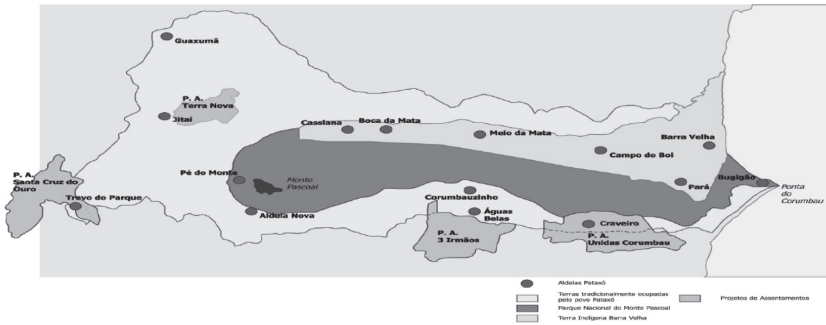 Guaxumã
P. A.
Terra Nova
Jitaí
Cassiana
Boca da Mata
Meio da Mata
Barra Velha
Campo do Boi
P. A.
Santa Cruz do
Ouro
Pé do Monte
Monte
Pascoal
Pará
Bugigão
Ponta
do
Corumbau
Trevo do Parque
Aldeia Nova
Corumbauzinho
Águas
Belas
Craveiro
P. A.
3 Irmãos
P. A.
Unidas Corumbau
Aldeias Pataxó
Terras tradicionalmente ocupadas
pelo povo Pataxó
Parque Nacional do Monte Pascoal
Terra Indígena Barra Velha
Projetos de Assentamentos